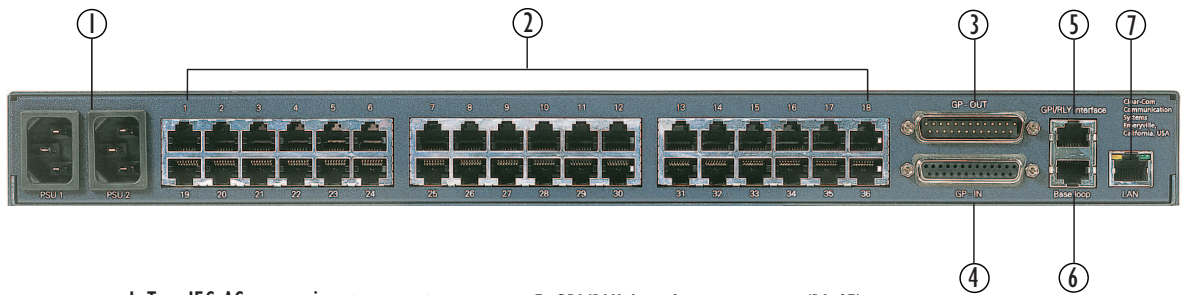 1 2 3 5 7
1 2 3 4 5 6 7 8 9 10 11 12 13 14 15 16 17 18
GP-OUT
GPI/RLY Interface
Clear-Com
Communication
Systems
Emeryville,
California, USA
PSU 1 PSU 2 19 20 21 22 23 24 25 26 27 28 29 30 31 32 33 34 35 36
GP-IN
Base loop
LAN
4 6